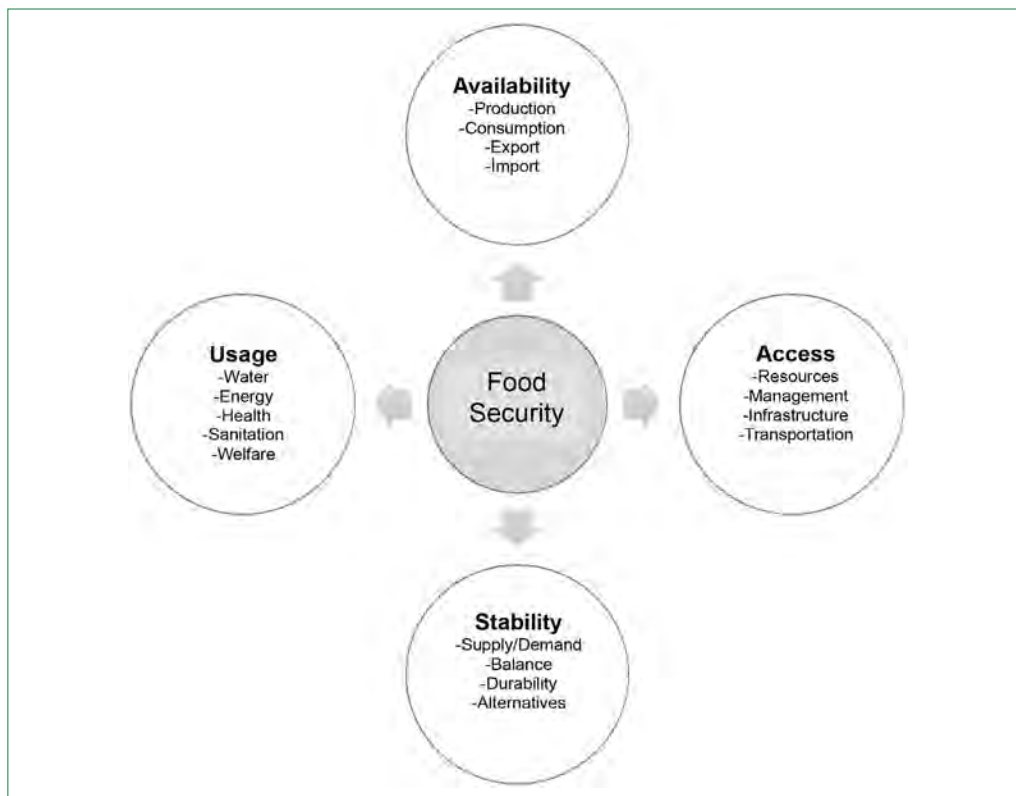 Availability
-Production
-Consumption
-Export
-İmport
Usage
-Water
-Energy
-Health
-Sanitation
-Welfare
Food
Security
Access
-Resources
-Management
-Infrastructure
-Transportation
Stability
-Supply/Demand
-Balance
-Durability
-Alternatives